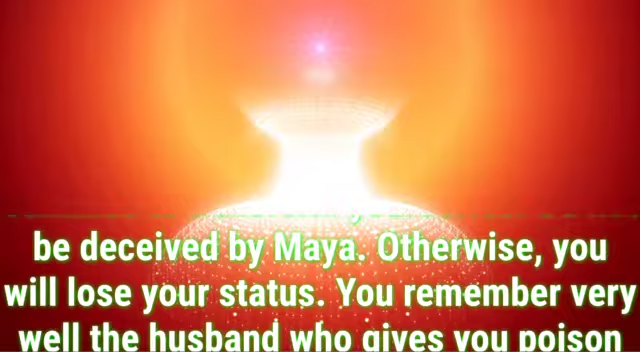 be deceived by Maya. Otherwise, you
will lose your status. You remember very
well the husband who gives you poison